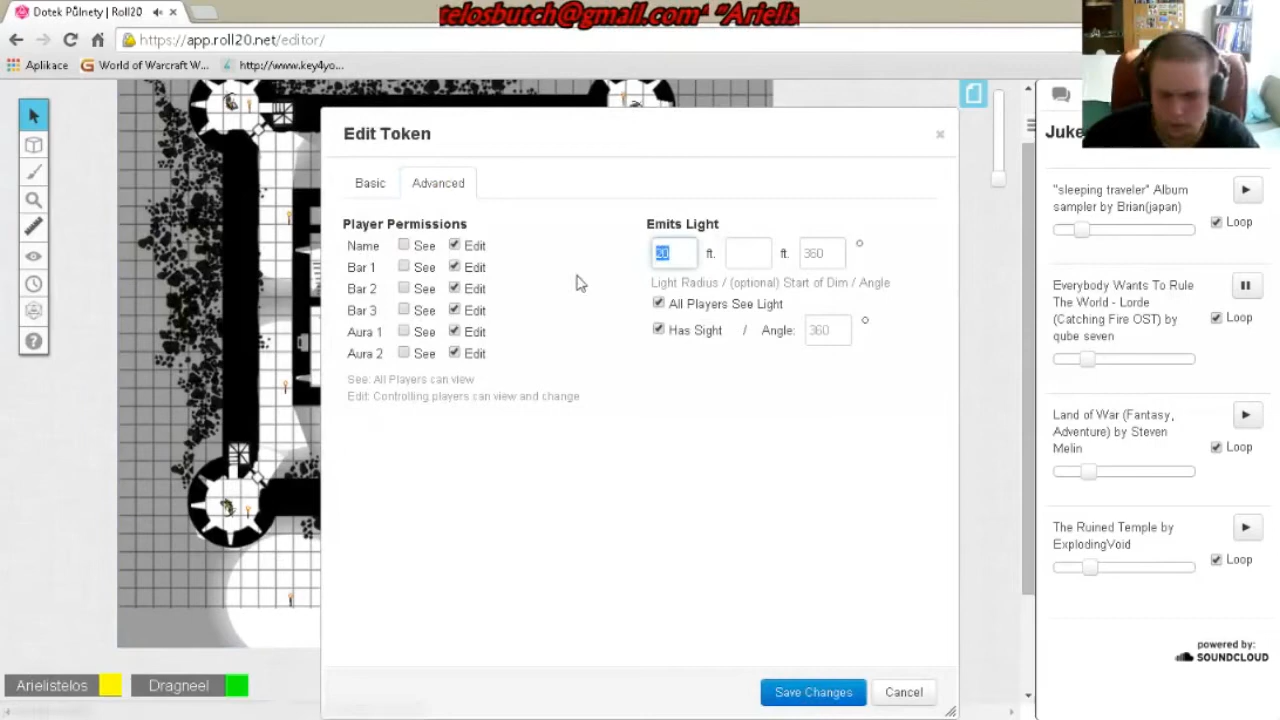 Dotek Půlnety | Roll20
telosbutch@gmail.com' "Arielis
https://app.roll20.net/editor/
Aplikace
World of Warcraft W...
http://www.key4yo...
Edit Token
Basic
Advanced
Player Permissions
Name See Edit
Bar 1 See Edit
Bar 2 See Edit
Bar 3 See Edit
Aura 1 See Edit
Aura 2 See Edit
See: All Players can view
Edit: Controlling players can view and change
Emits Light
20 ft. ft. 360 °
Light Radius / (optional) Start of Dim / Angle
All Players See Light
Has Sight / Angle: 360 °
Save Changes
Cancel
Juke
"sleeping traveler" Album
sampler by Brian(japan)
Loop
Everybody Wants To Rule
The World - Lorde
(Catching Fire OST) by
qube seven
Loop
Land of War (Fantasy,
Adventure) by Steven
Melin
Loop
The Ruined Temple by
ExplodingVoid
Loop
powered by:
SOUNDCLOUD
Arielistelos
Dragneel